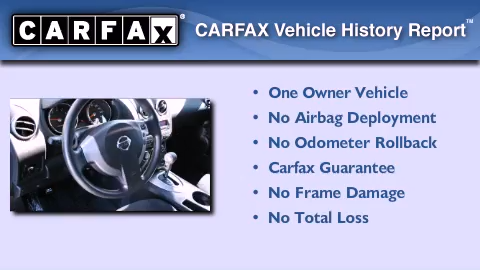 CARFAX® CARFAX Vehicle History Report™
• One Owner Vehicle
• No Airbag Deployment
• No Odometer Rollback
• Carfax Guarantee
• No Frame Damage
• No Total Loss